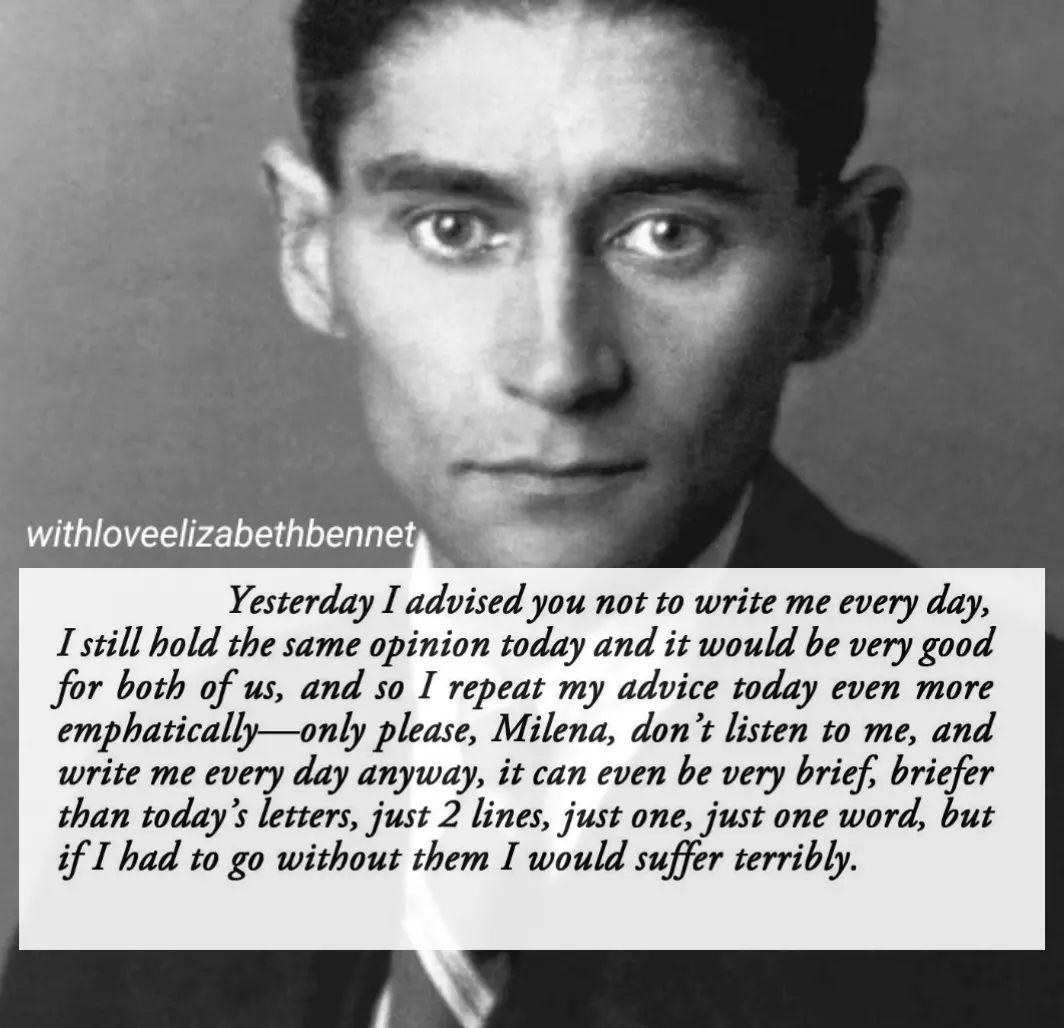 withloveelizabethbennet
Yesterday I advised you not to write me every day,
I still hold the same opinion today and it would be very good
for both of us, and so I repeat my advice today even more
emphatically—only please, Milena, don't listen to me, and
write me every day anyway, it can even be very brief, briefer
than today's letters, just 2 lines, just one, just one word, but
if I had to go without them I would suffer terribly.